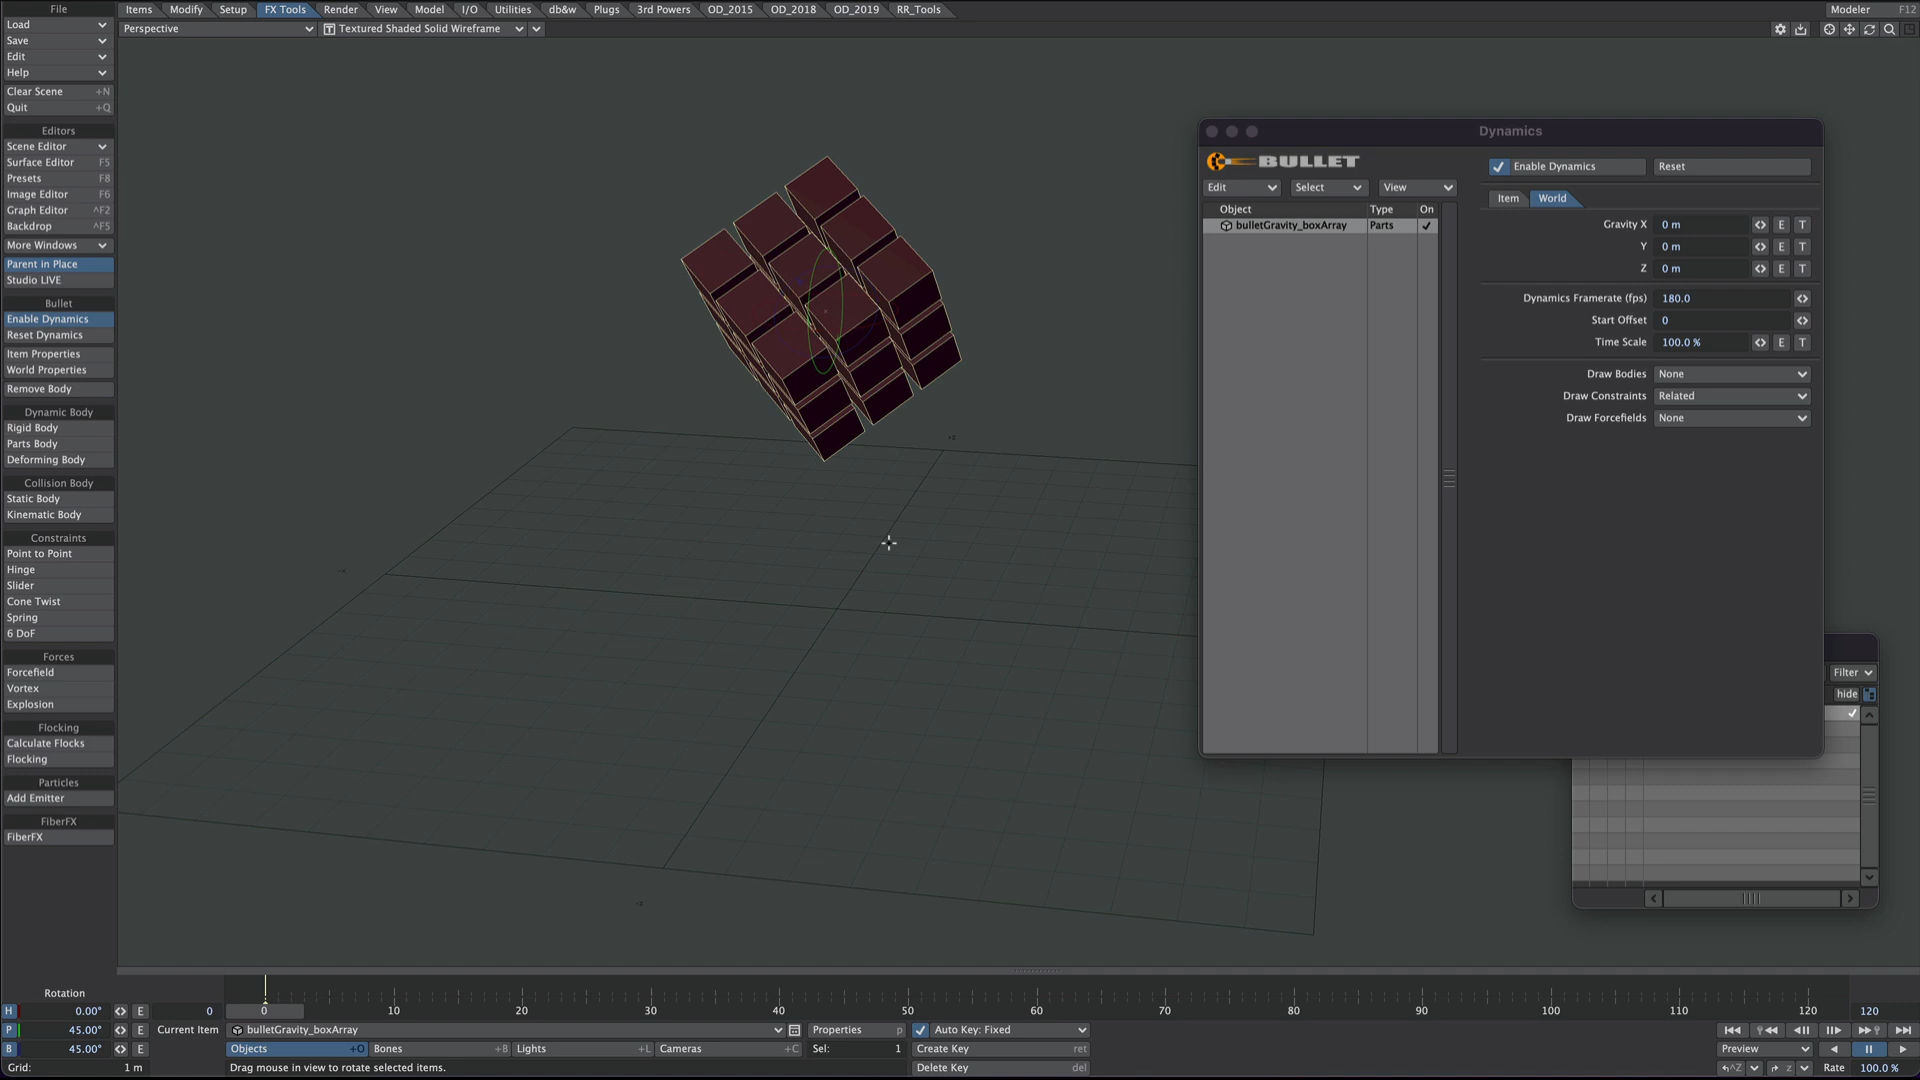 File
Items Modify Setup FX Tools Render View Model I/O Utilities db&w Plugs 3rd Powers OD_2015 OD_2018 OD_2019 RR_Tools
Modeler F12
Load
Save
Edit
Help
Clear Scene +N
Quit +Q
Editors
Scene Editor
Surface Editor F5
Presets F8
Image Editor F6
Graph Editor ^F2
Backdrop ^F5
More Windows
Parent in Place
Studio LIVE
Bullet
Enable Dynamics
Reset Dynamics
Item Properties
World Properties
Remove Body
Dynamic Body
Rigid Body
Parts Body
Deforming Body
Collision Body
Static Body
Kinematic Body
Constraints
Point to Point
Hinge
Slider
Cone Twist
Spring
6 DoF
Forces
Forcefield
Vortex
Explosion
Flocking
Calculate Flocks
Flocking
Particles
Add Emitter
FiberFX
FiberFX
Perspective
T Textured Shaded Solid Wireframe
Dynamics
BULLET
Enable Dynamics Reset
Edit Select View
Item World
Object Type On
bulletGravity_boxArray Parts
Gravity X 0 m E T
Y 0 m E T
Z 0 m E T
Dynamics Framerate (fps) 180.0
Start Offset 0
Time Scale 100.0 % E T
Draw Bodies None
Draw Constraints Related
Draw Forcefields None
Filter
hide
Rotation
H 0.00° E
P 45.00° E
B 45.00° E
Grid: 1 m
0 0 10 20 30 40 50 60 70 80 90 100 110 120 120
Current Item bulletGravity_boxArray Properties p Auto Key: Fixed
Objects +O Bones +B Lights +L Cameras +C Sel: 1 Create Key ret
Drag mouse in view to rotate selected items. Delete Key del
Preview
^Z z Rate 100.0 %